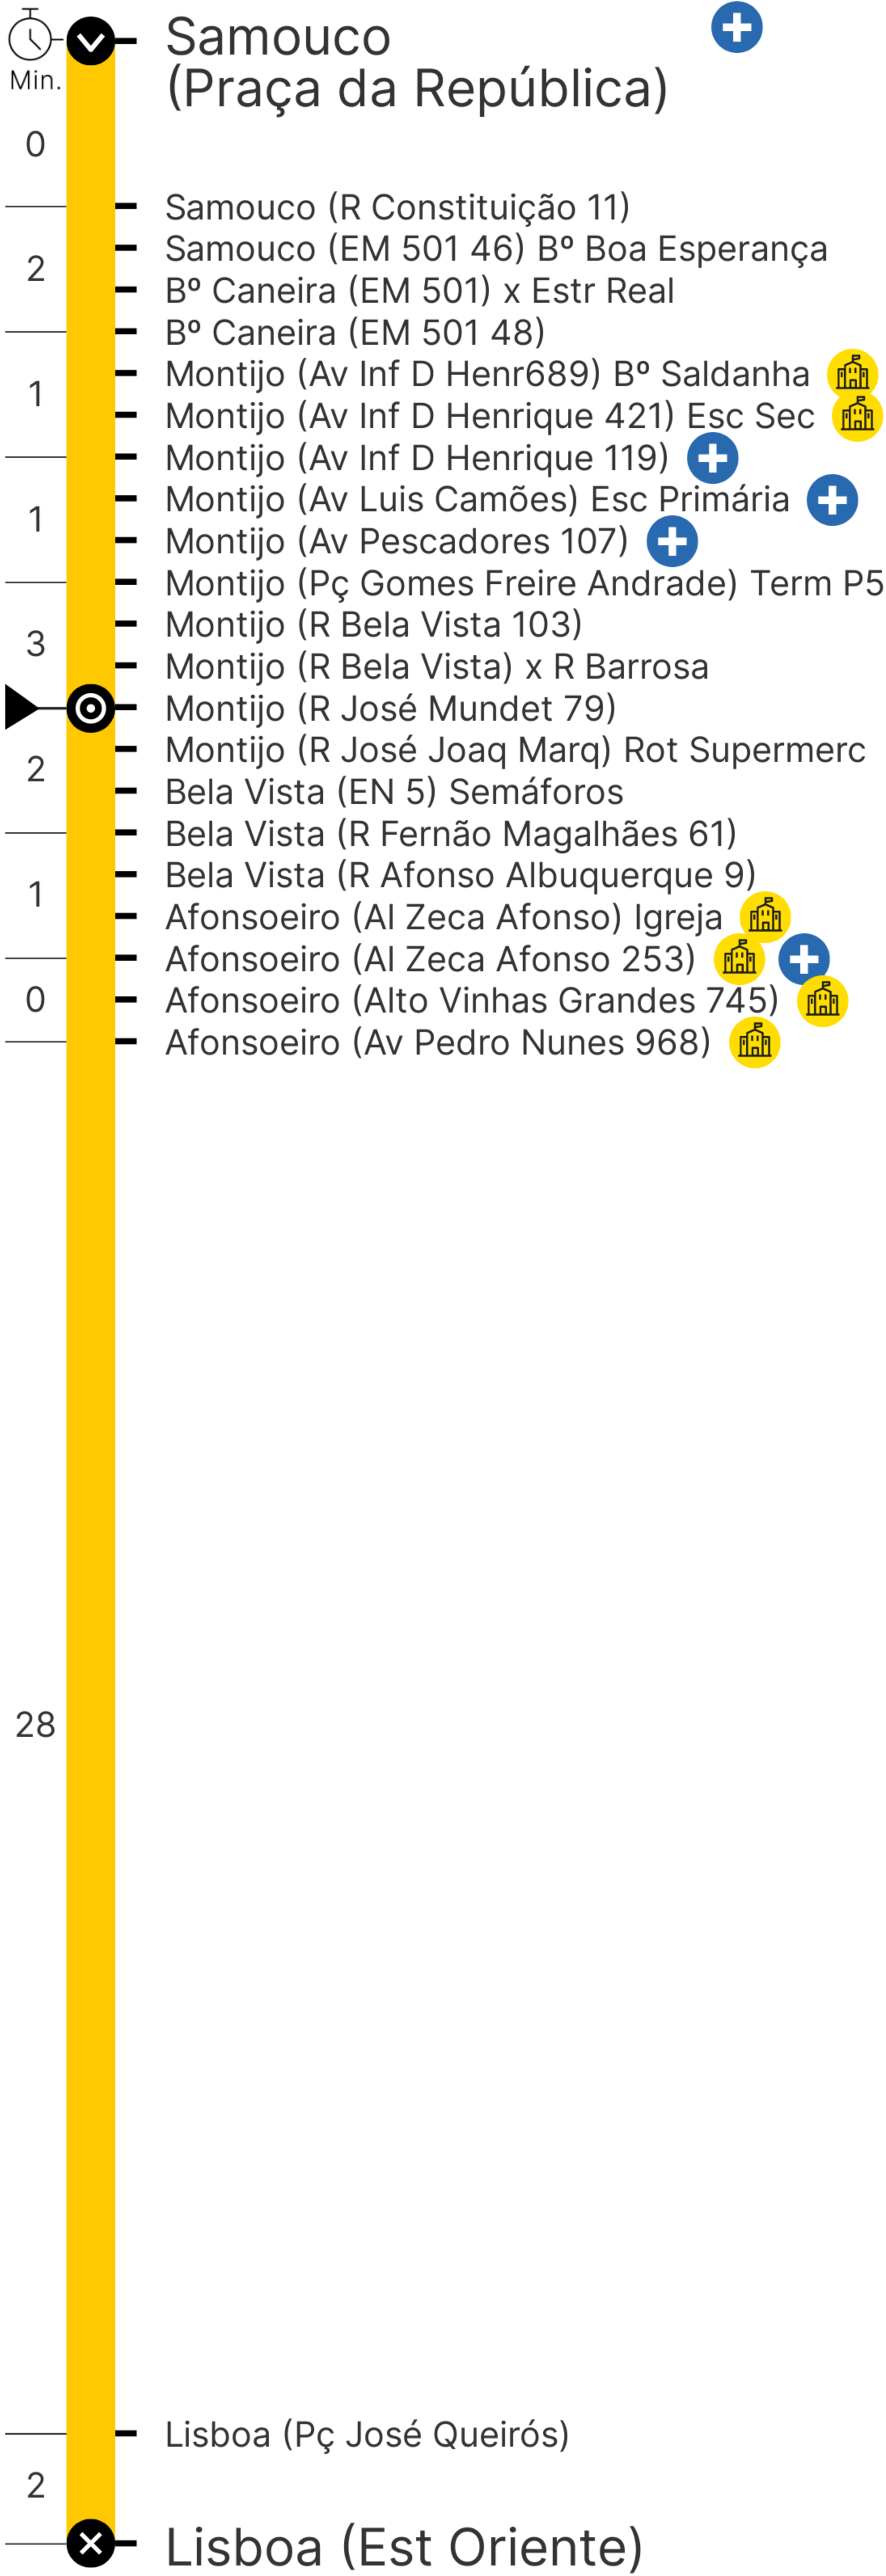 Samouco
(Praça da República)
Min.
0
Samouco (R Constituição 11)
Samouco (EM 501 46) Bº Boa Esperança
2
Bº Caneira (EM 501) x Estr Real
Bº Caneira (EM 501 48)
Montijo (Av Inf D Henr689) Bº Saldanha
1
Montijo (Av Inf D Henrique 421) Esc Sec
Montijo (Av Inf D Henrique 119)
Montijo (Av Luis Camões) Esc Primária
1
Montijo (Av Pescadores 107)
Montijo (Pç Gomes Freire Andrade) Term P5
Montijo (R Bela Vista 103)
3
Montijo (R Bela Vista) x R Barrosa
Montijo (R José Mundet 79)
Montijo (R José Joaq Marq) Rot Supermerc
2
Bela Vista (EN 5) Semáforos
Bela Vista (R Fernão Magalhães 61)
Bela Vista (R Afonso Albuquerque 9)
1
Afonsoeiro (Al Zeca Afonso) Igreja
Afonsoeiro (Al Zeca Afonso 253)
0
Afonsoeiro (Alto Vinhas Grandes 745)
Afonsoeiro (Av Pedro Nunes 968)
28
Lisboa (Pç José Queirós)
2
Lisboa (Est Oriente)